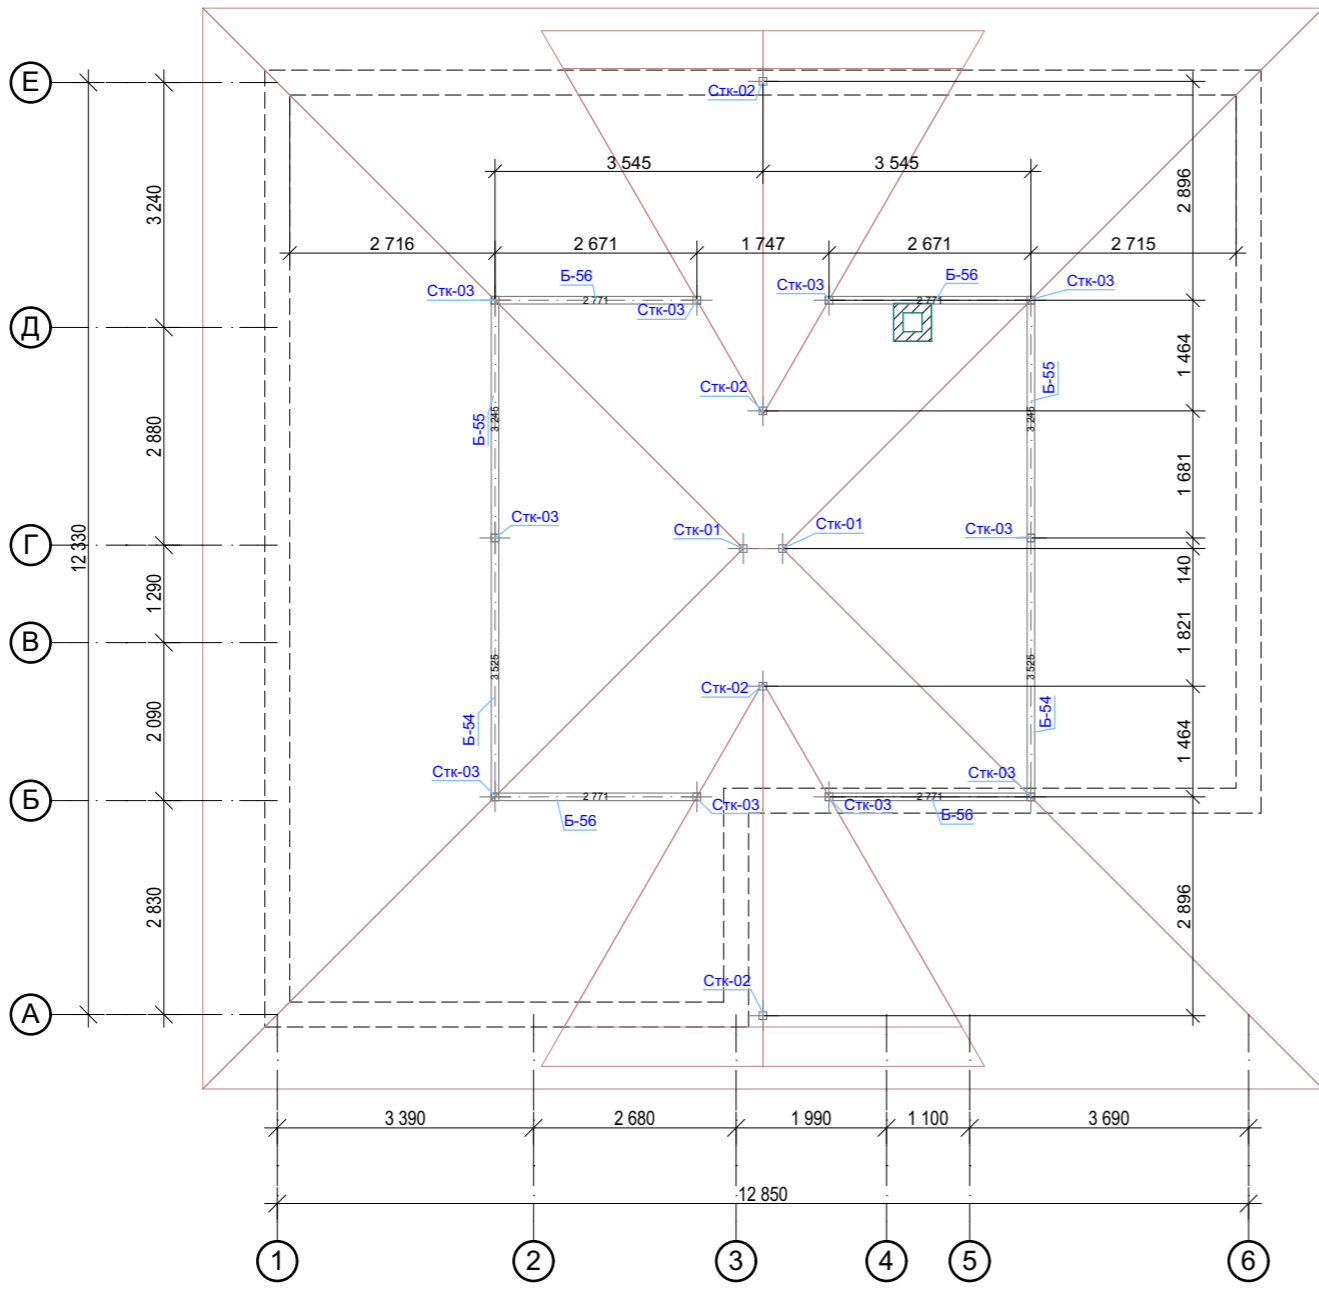 Е
Стк-02
3 545
3 545
2 896
3 240
2 716
2 671
1 747
2 671
2 715
Б-56
Б-56
Стк-03
Стк-03
Стк-03
Стк-03
2 771
2 771
Д
1 464
Стк-02
Б-55
Б-55
3 245
3 245
2 880
1 681
Стк-03
Стк-01
Стк-01
Стк-03
Г
12 330
140
1 290
1 821
В
3 525
3 525
Стк-02
Б-54
Б-54
2 090
1 464
Стк-03
Стк-03
Б
2 771
2 771
Стк-03
Стк-03
Б-56
Б-56
2 830
2 896
Стк-02
А
3 390
2 680
1 990
1 100
3 690
12 850
1
2
3
4
5
6